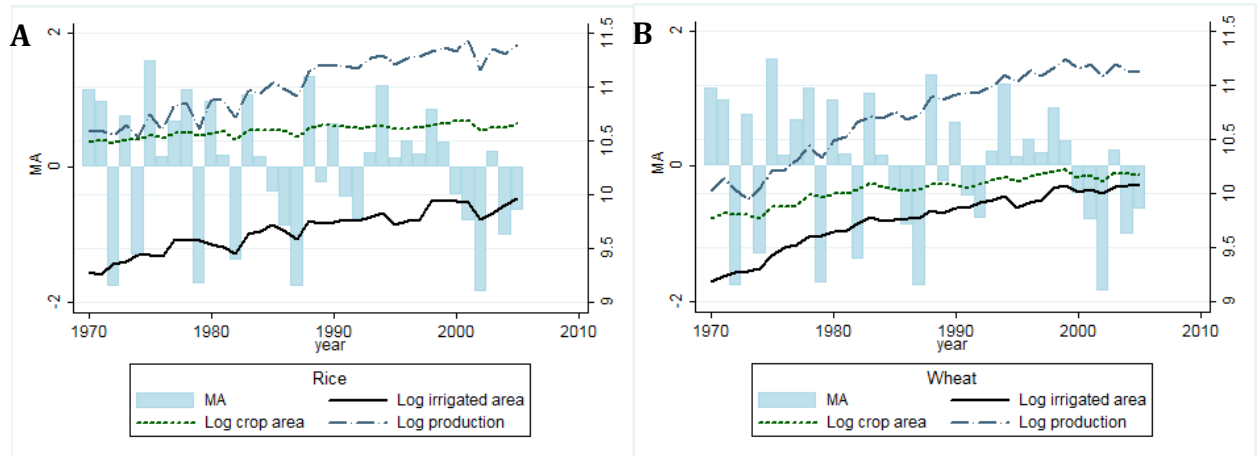 A
2
0
-2
MA
11.5
11
10.5
10
9.5
9
1970
1980
1990
2000
2010
year
Rice
MA
Log irrigated area
Log crop area
Log production
B
2
0
-2
MA
11.5
11
10.5
10
9.5
9
1970
1980
1990
2000
2010
year
Wheat
MA
Log irrigated area
Log crop area
Log production